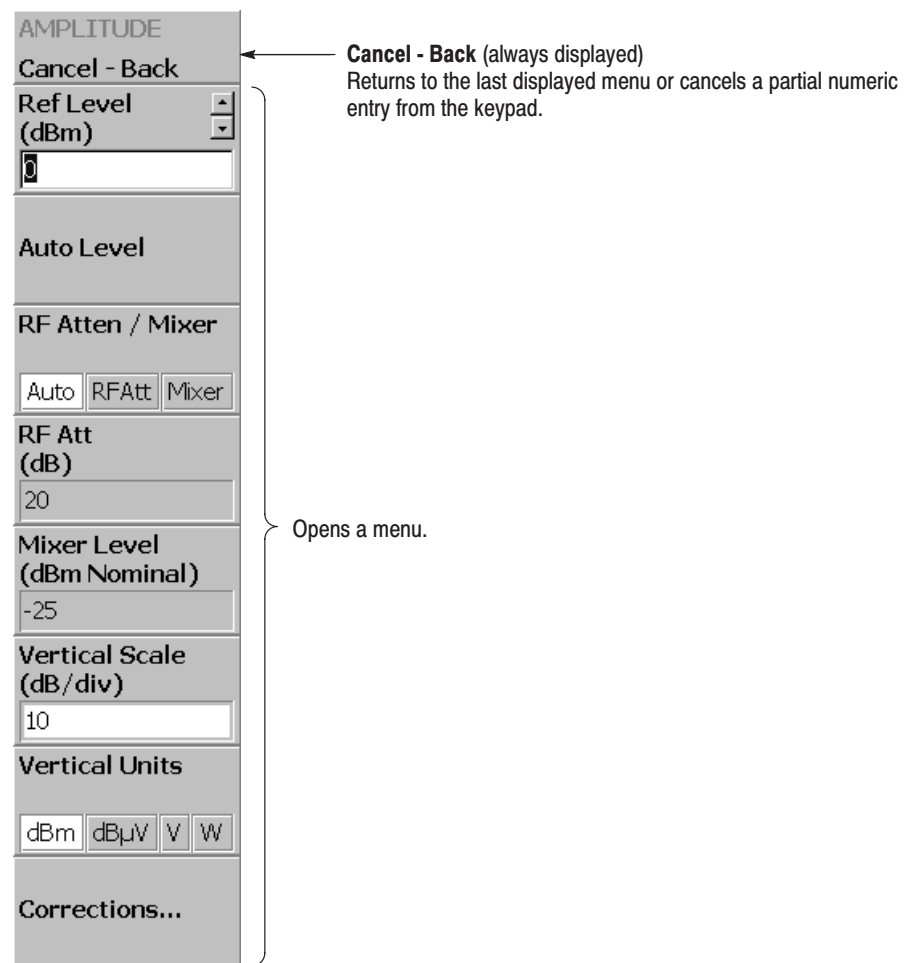 AMPLITUDE
Cancel - Back
Cancel - Back (always displayed)
Returns to the last displayed menu or cancels a partial numeric
entry from the keypad.
Ref Level
(dBm)
0
Auto Level
RF Atten / Mixer
Auto RFAtt Mixer
RF Att
(dB)
20
Opens a menu.
Mixer Level
(dBm Nominal)
-25
Vertical Scale
(dB/div)
10
Vertical Units
dBm dBµV V W
Corrections...